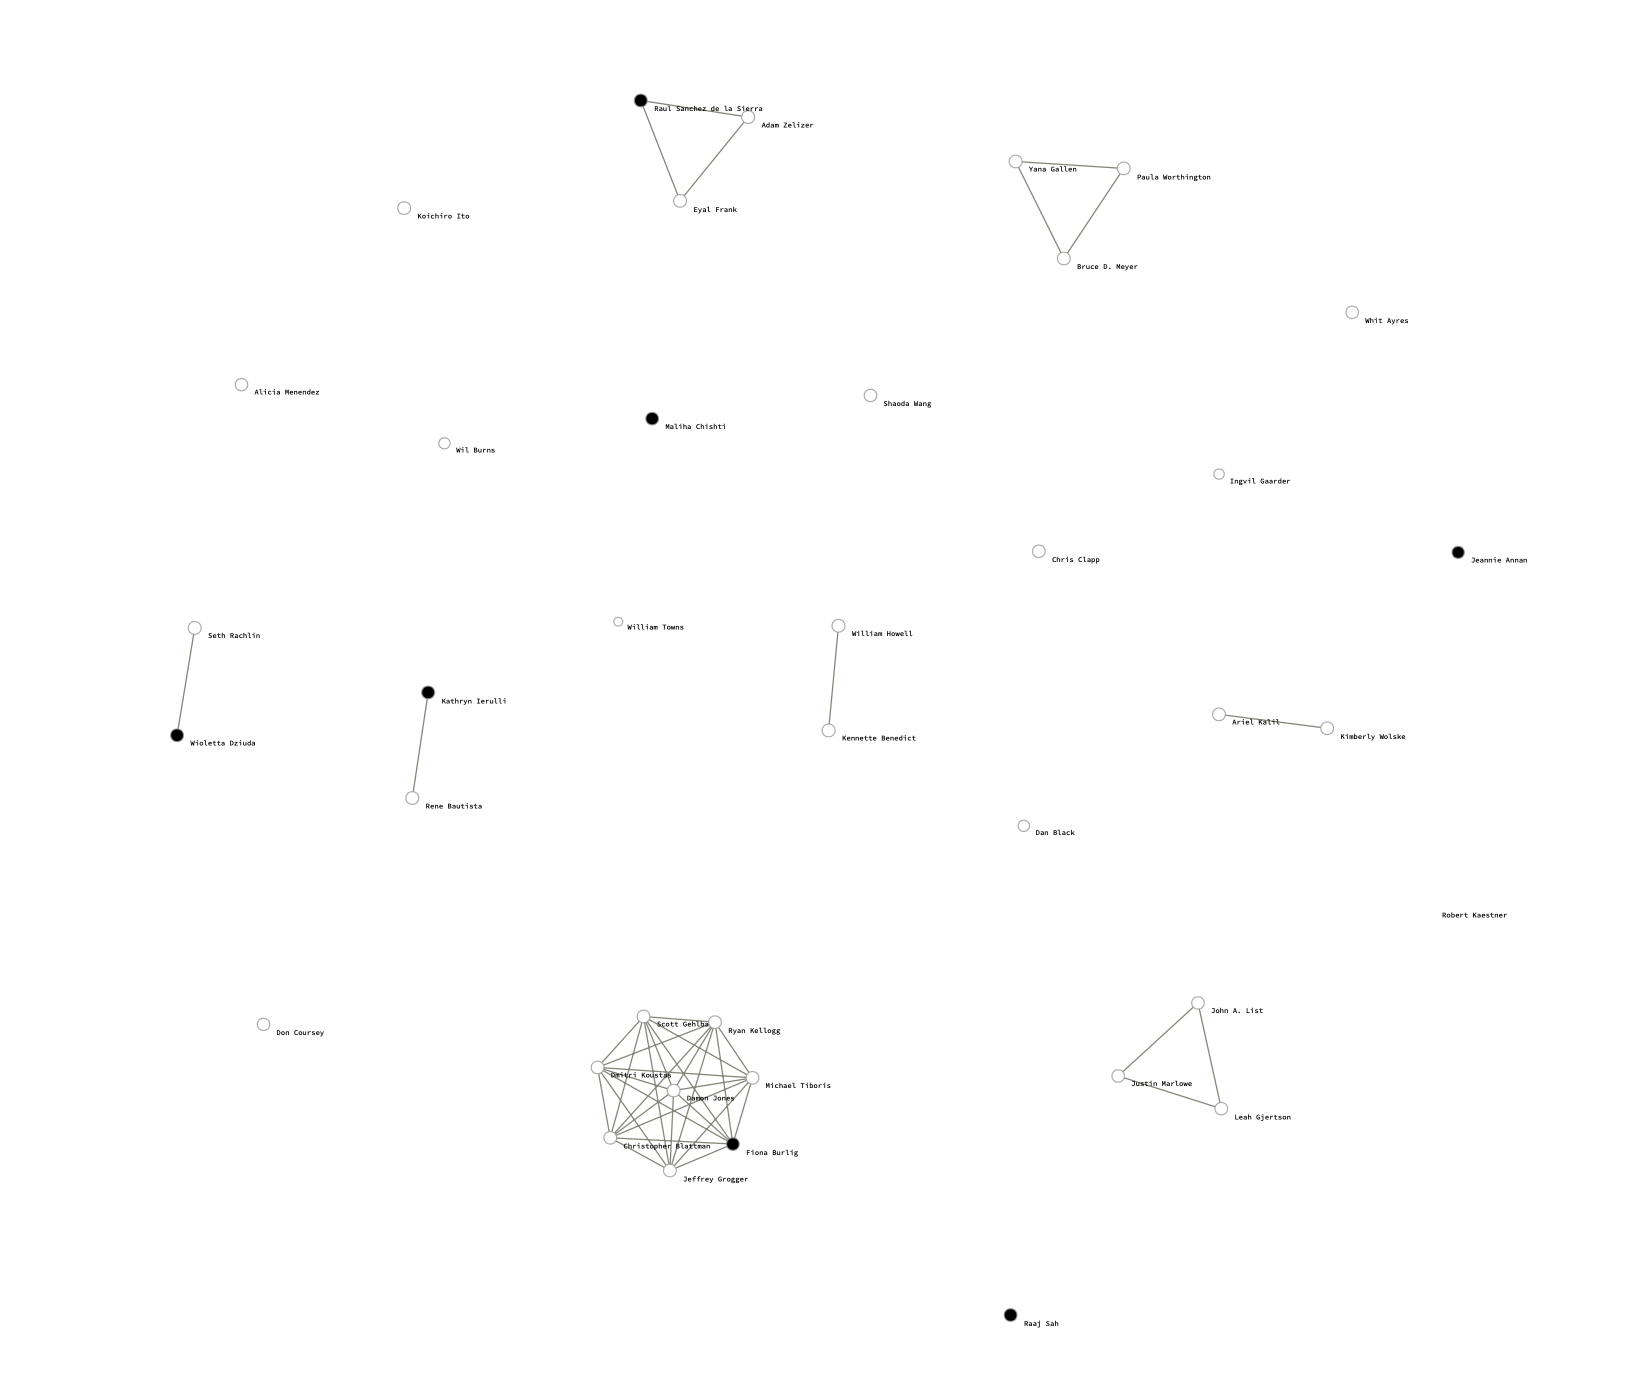 Raul Sanchez de la Sierra
Adam Zelizer
Yana Gallen
Paula Worthington
Eyal Frank
Koichiro Ito
Bruce D. Meyer
Whit Ayres
Alicia Menendez
Shaoda Wang
Maliha Chishti
Wil Burns
Ingvil Gaarder
Chris Clapp
Jeannie Annan
William Towns
William Howell
Seth Rachlin
Kathryn Ierulli
Ariel Kalil
Kimberly Wolske
Kennette Benedict
Wioletta Dziuda
Rene Bautista
Dan Black
Robert Kaestner
John A. List
Scott Gehlba
Ryan Kellogg
Don Coursey
Dmitri Koustas
Justin Marlowe
Michael Tiboris
Damon Jones
Leah Gjertson
Christopher Blattman
Fiona Burlig
Jeffrey Grogger
Raaj Sah